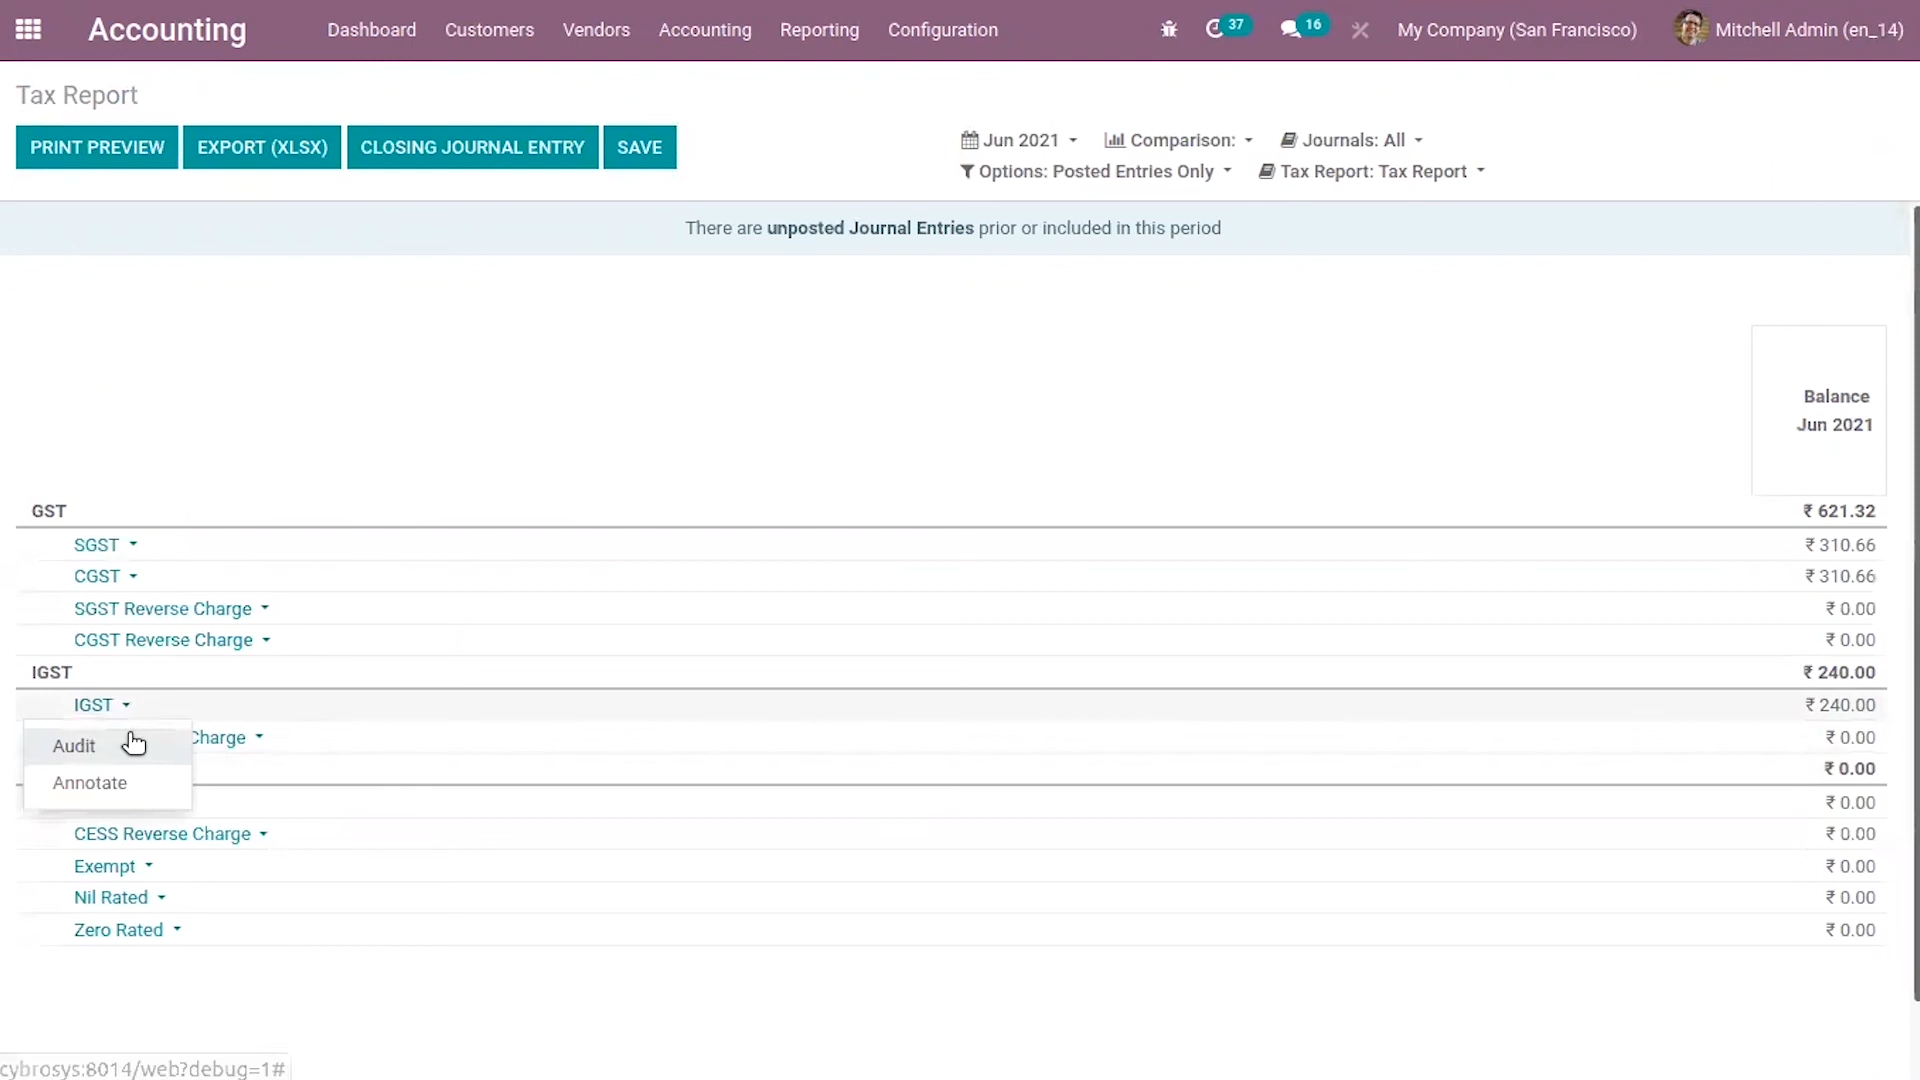 Accounting Dashboard Customers Vendors Accounting Reporting Configuration 37 16 My Company (San Francisco) Mitchell Admin (en_14)
Tax Report
PRINT PREVIEW EXPORT (XLSX) CLOSING JOURNAL ENTRY SAVE
Jun 2021 Comparison: Journals: All
Options: Posted Entries Only Tax Report: Tax Report
There are unposted Journal Entries prior or included in this period
Balance
Jun 2021
GST ₹ 621.32
SGST ₹ 310.66
CGST ₹ 310.66
SGST Reverse Charge ₹ 0.00
CGST Reverse Charge ₹ 0.00
IGST ₹ 240.00
IGST ₹ 240.00
Audit Charge ₹ 0.00
₹ 0.00
Annotate
₹ 0.00
CESS Reverse Charge ₹ 0.00
Exempt ₹ 0.00
Nil Rated ₹ 0.00
Zero Rated ₹ 0.00
cybrosys:8014/web?debug=1#